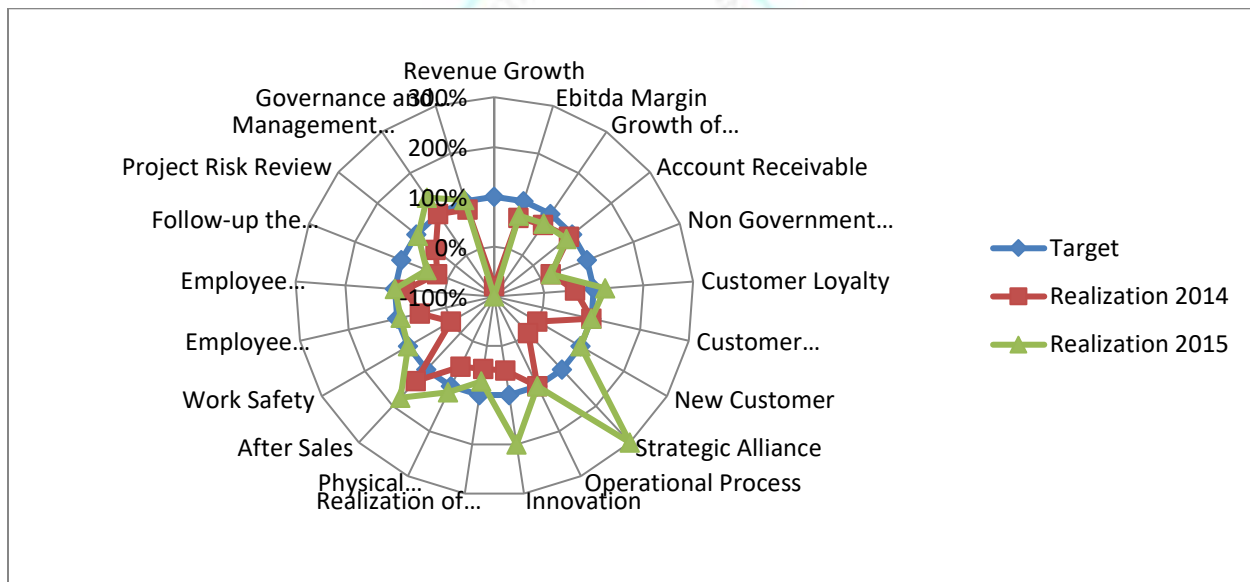 Revenue Growth
Ebitda Margin
Growth of...
Account Receivable
Non Government...
Customer Loyalty
Customer...
New Customer
Strategic Alliance
Operational Process
Innovation
Realization of...
Physical...
After Sales
Work Safety
Employee...
Employee...
Follow-up the...
Project Risk Review
Management...
Governance and...
300%
200%
100%
0%
-100%
Target
Realization 2014
Realization 2015